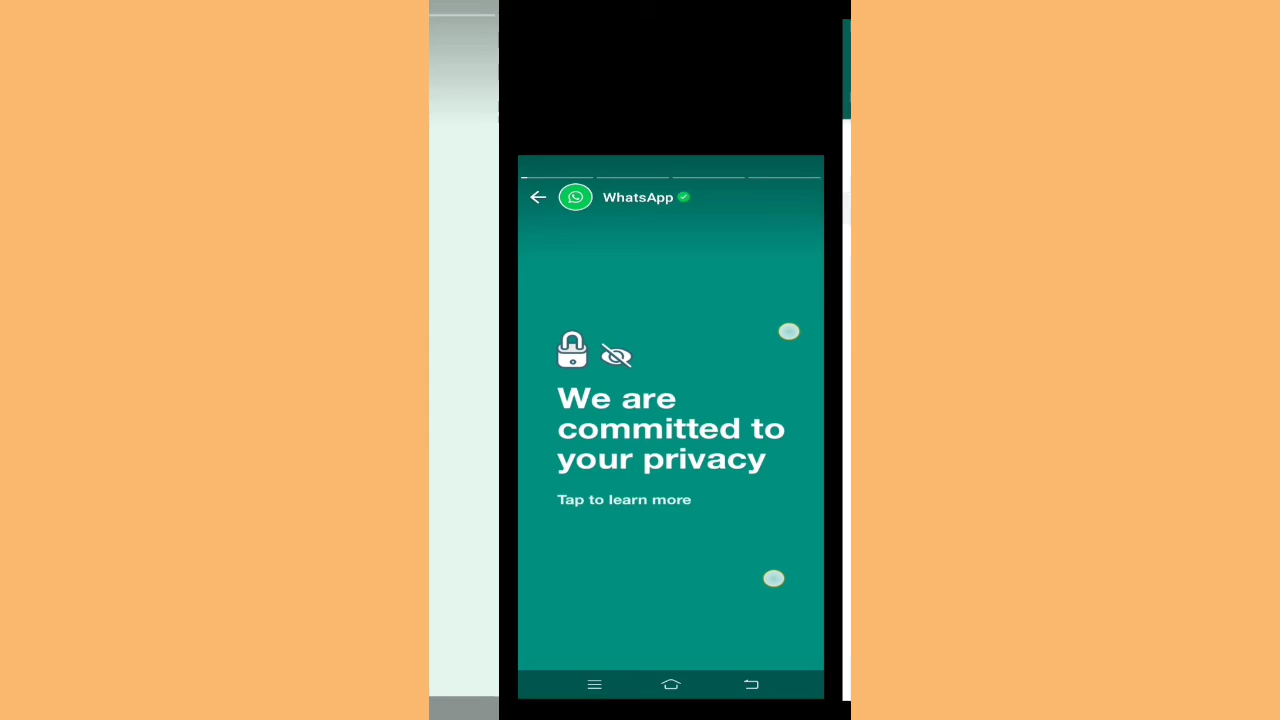 WhatsApp
We are
committed to
your privacy
Tap to learn more